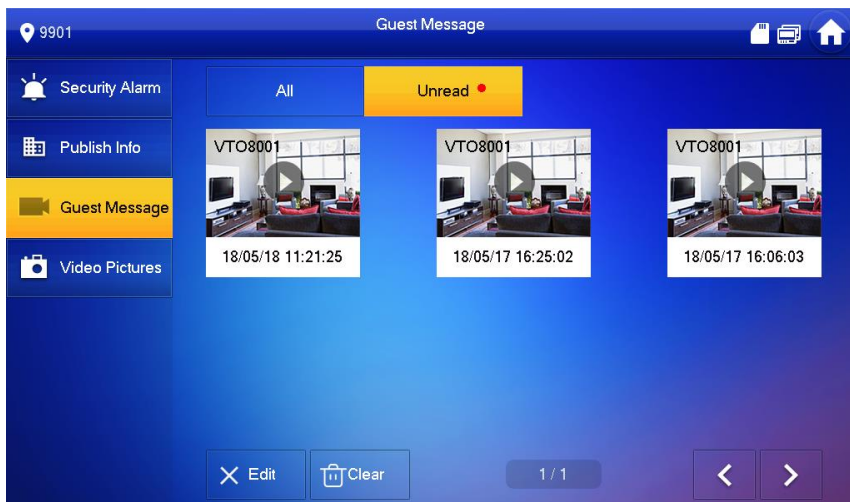 9901
Guest Message
Security Alarm
Publish Info
Guest Message
Video Pictures
All
Unread
VTO8001
VTO8001
VTO8001
18/05/18 11:21:25
18/05/17 16:25:02
18/05/17 16:06:03
Edit
Clear
1/1